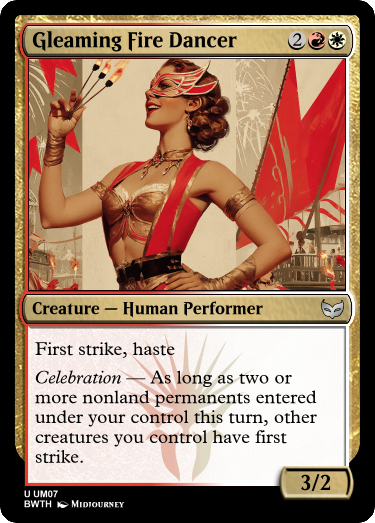 Gleaming Fire Dancer 2
Creature — Human Performer
First strike, haste
Celebration — As long as two or
more nonland permanents entered
under your control this turn, other
creatures you control have first
strike.
3/2
U UM07
BWTH Midjourney